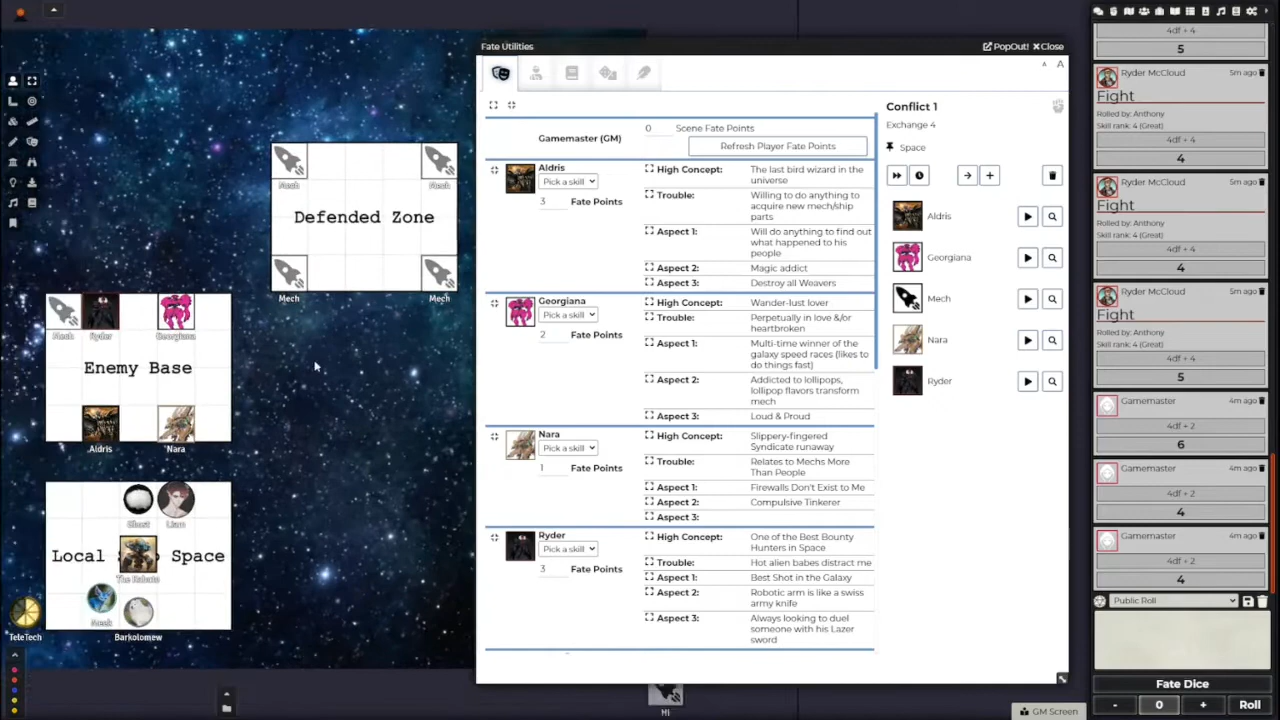 Fate Utilities
PopOut!
Close
A
A
Gamemaster (GM)
0
Scene Fate Points
Refresh Player Fate Points
Aldris
Pick a skill
3
Fate Points
High Concept:
The last bird wizard in the
universe
Trouble:
Willing to do anything to
acquire new mech/ship
parts
Aspect 1:
Will do anything to find out
what happened to his
people
Aspect 2:
Magic addict
Aspect 3:
Destroy all Weavers
Georgiana
Pick a skill
2
Fate Points
High Concept:
Wander-lust lover
Trouble:
Perpetually in love &/or
heartbroken
Aspect 1:
Multi-time winner of the
galaxy speed races (likes to
do things fast)
Aspect 2:
Addicted to lollipops,
lollipop flavors transform
mech
Aspect 3:
Loud & Proud
Nara
Pick a skill
1
Fate Points
High Concept:
Slippery-fingered
Syndicate runaway
Trouble:
Relates to Mechs More
Than People
Aspect 1:
Firewalls Don't Exist to Me
Aspect 2:
Compulsive Tinkerer
Aspect 3:
Ryder
Pick a skill
3
Fate Points
High Concept:
One of the Best Bounty
Hunters in Space
Trouble:
Hot alien babes distract me
Aspect 1:
Best Shot in the Galaxy
Aspect 2:
Robotic arm is like a swiss
army knife
Aspect 3:
Always looking to duel
someone with his Lazer
sword
Conflict 1
Exchange 4
Space
Aldris
Georgiana
Mech
Nara
Ryder
Mech
Mech
Defended Zone
Mech
Mech
Mech
Ryder
Georgiana
Enemy Base
Aldris
Nara
Ghost
Liam
Local
Space
Barkolomew
TeleTech
Hi
4df + 4
5
Ryder McCloud
5m ago
Fight
Rolled by: Anthony
Skill rank: 4 (Great)
4df + 4
4
Ryder McCloud
5m ago
Fight
Rolled by: Anthony
Skill rank: 4 (Great)
4df + 4
4
Ryder McCloud
5m ago
Fight
Rolled by: Anthony
Skill rank: 4 (Great)
4df + 4
5
Gamemaster
4m ago
4df + 2
6
Gamemaster
4m ago
4df + 2
4
Gamemaster
4m ago
4df + 2
4
Public Roll
Fate Dice
-
0
+
Roll
GM Screen